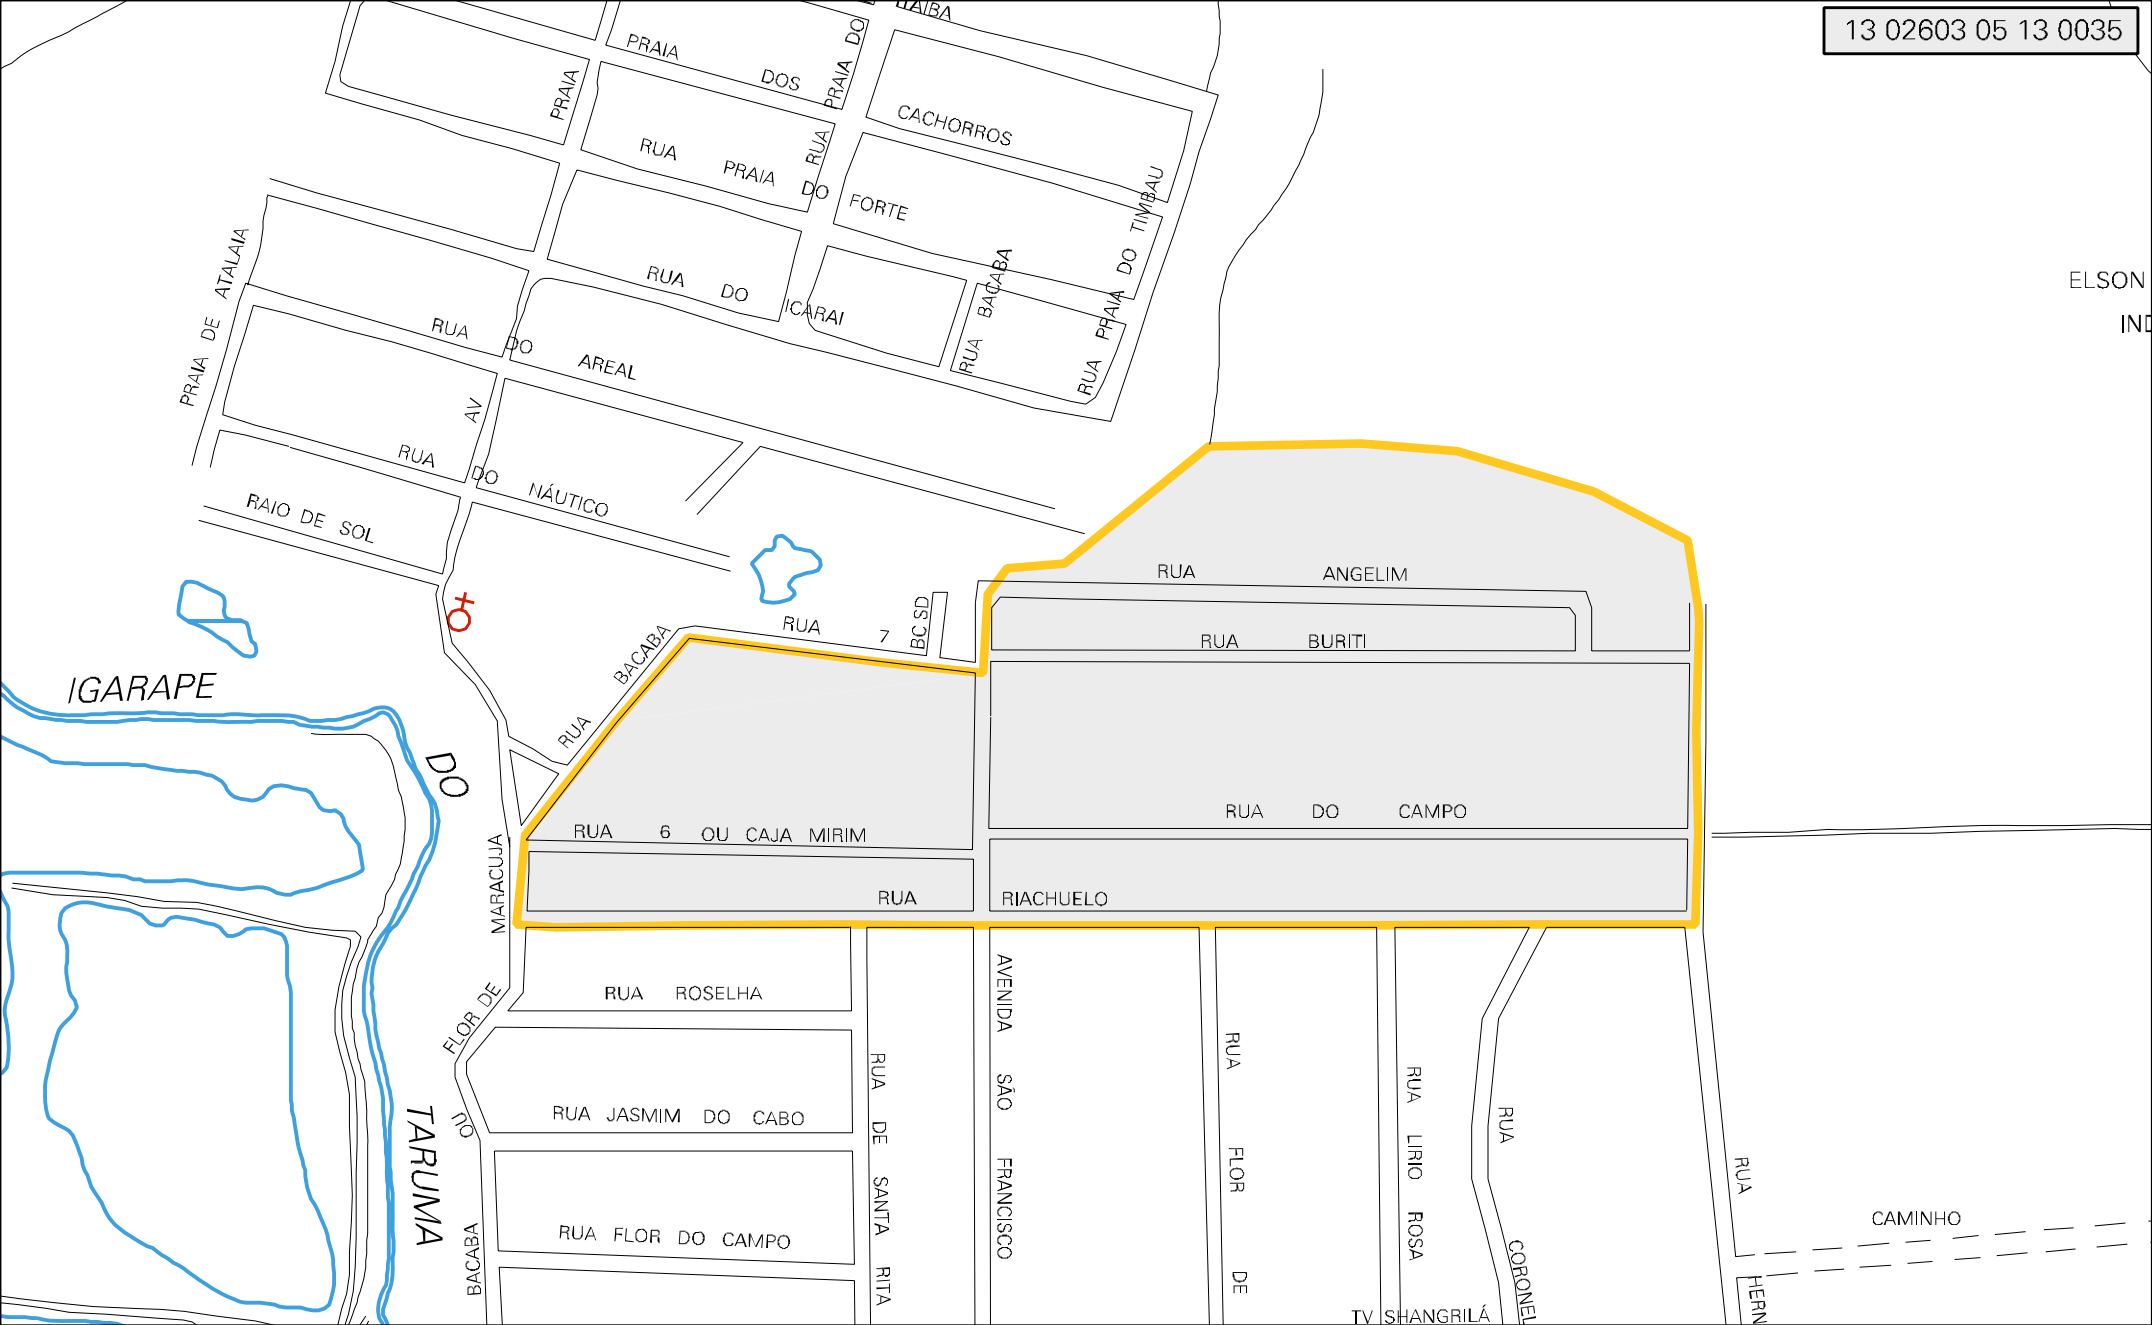 13 02603 05 13 0035
PRAIA DOS CACHORROS
PRAIA
RUA PRAIA DO
RUA PRAIA DO FORTE
RUA PRAIA DO TIMBAU
RUA BACABA
ELSON
RUA DO ICARAI
PRAIA DE ATALAIA
RUA DO AREAL
AV
RUA DO NÁUTICO
RAIO DE SOL
RUA ANGELIM
RUA BURITI
RUA 7
BC SD
RUA BACABA
IGARAPE DO TARUMA
RUA DO CAMPO
RUA 6 OU CAJA MIRIM
RUA RIACHUELO
MARACUJA
FLOR DE
OU
BACABA
RUA ROSELHA
RUA JASMIM DO CABO
RUA FLOR DO CAMPO
RUA DE SANTA RITA
AVENIDA SÃO FRANCISCO
RUA FLOR DE
RUA LIRIO ROSA
RUA CORONEL
RUA HERN
CAMINHO
TV SHANGRILÁ